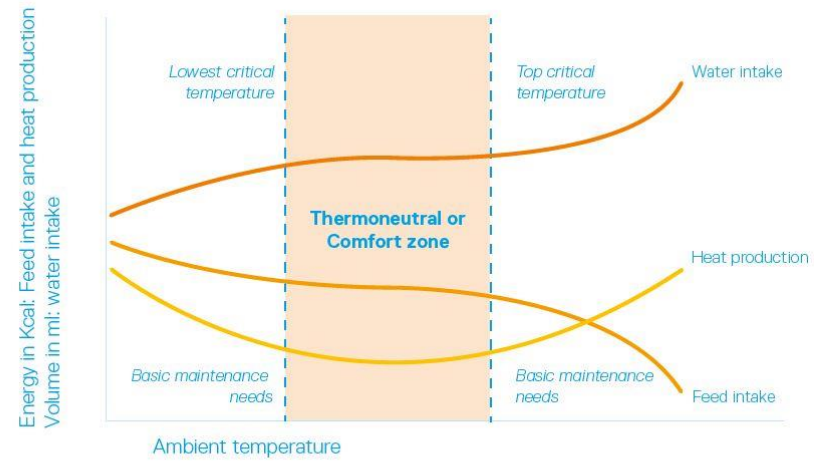 Energy in Kcal: Feed intake and heat production
Volume in ml: water intake
Lowest critical
temperature
Top critical
temperature
Water intake
Thermoneutral or
Comfort zone
Heat production
Basic maintenance
needs
Basic maintenance
needs
Feed intake
Ambient temperature